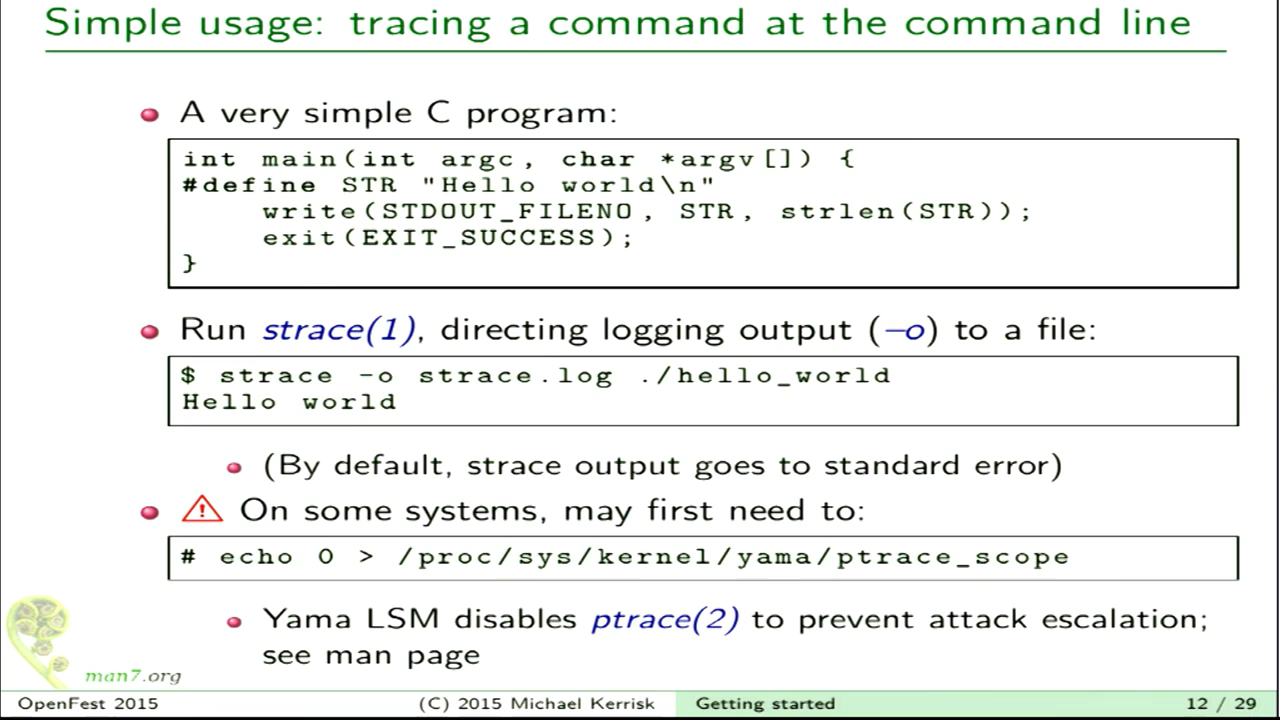 Simple usage: tracing a command at the command line
A very simple C program:
int main(int argc, char *argv[]) {
#define STR "Hello world\n"
    write(STDOUT_FILENO, STR, strlen(STR));
    exit(EXIT_SUCCESS);
}
Run strace(1), directing logging output (–o) to a file:
$ strace -o strace.log ./hello_world
Hello world
(By default, strace output goes to standard error)
On some systems, may first need to:
# echo 0 > /proc/sys/kernel/yama/ptrace_scope
Yama LSM disables ptrace(2) to prevent attack escalation;
see man page
man7.org
OpenFest 2015 (C) 2015 Michael Kerrisk Getting started 12 / 29